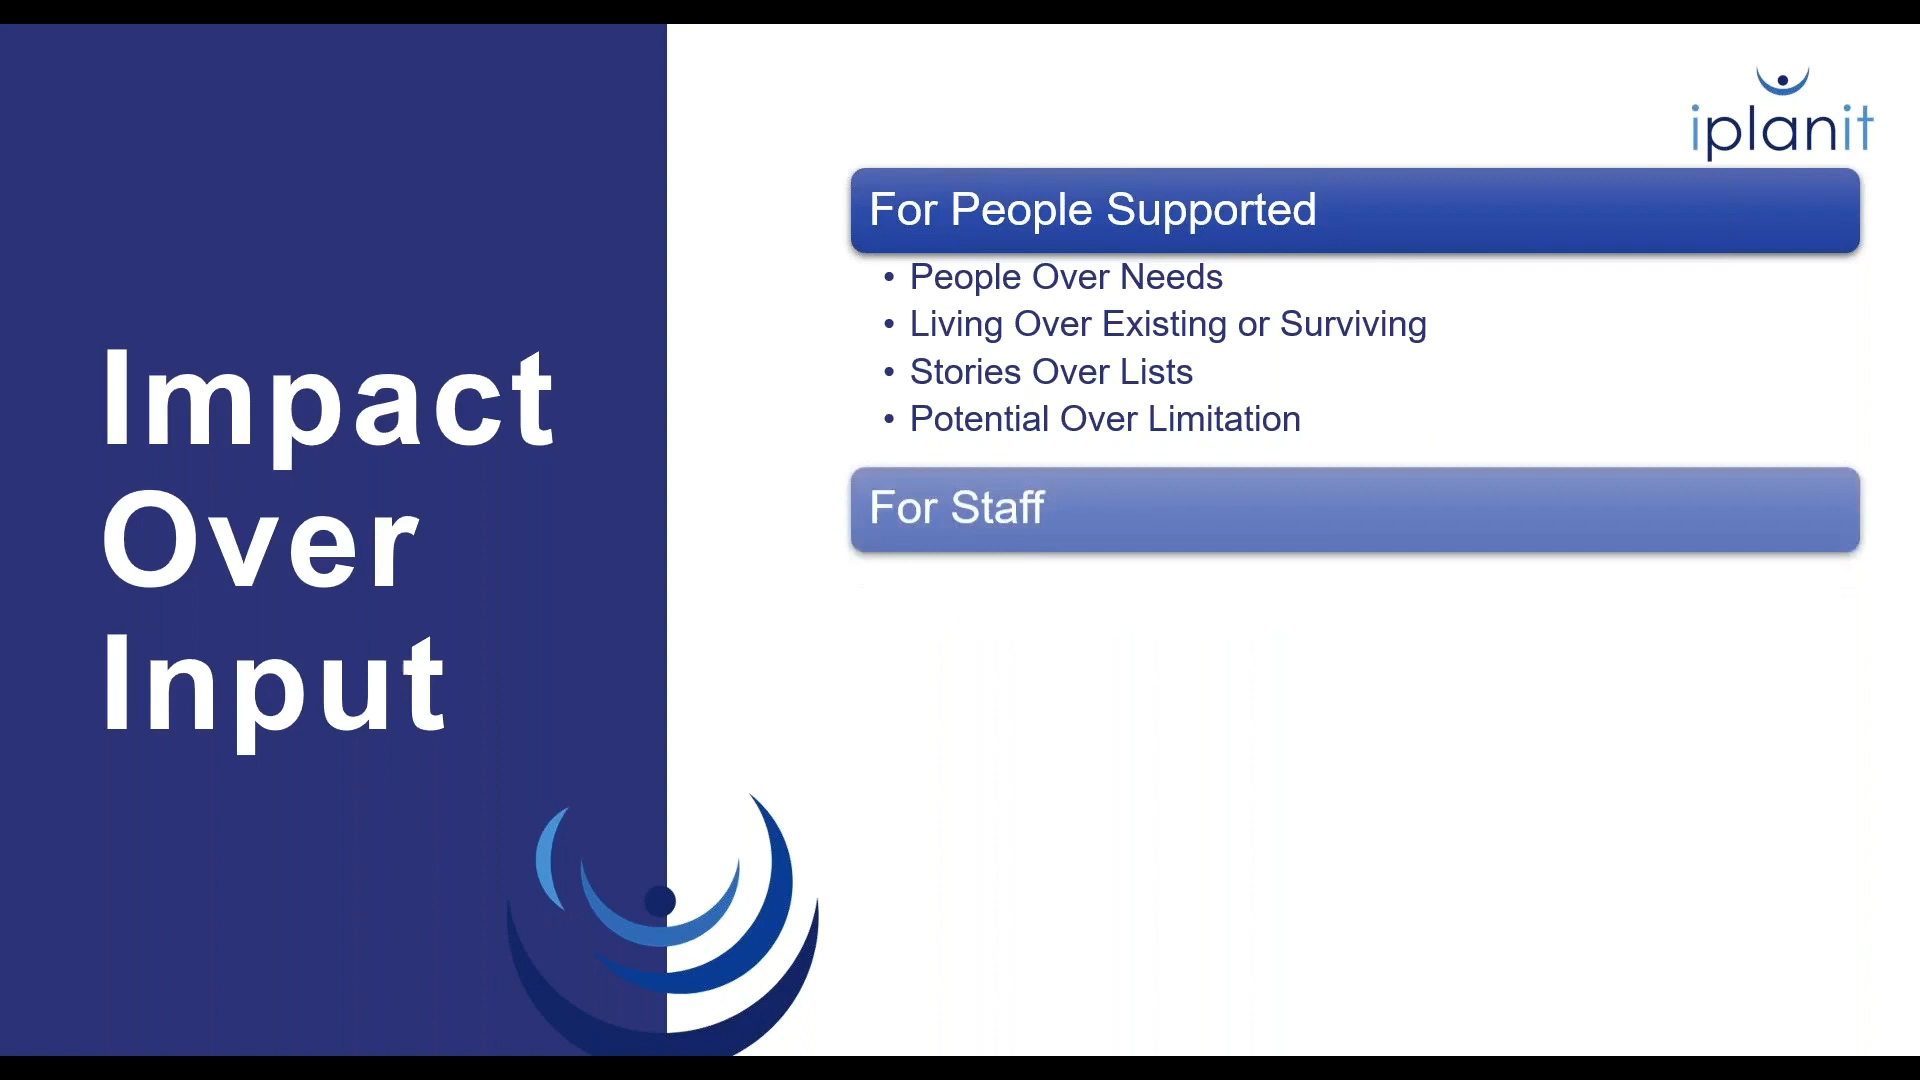 Impact
Over
Input
iplanit
For People Supported
• People Over Needs
• Living Over Existing or Surviving
• Stories Over Lists
• Potential Over Limitation
For Staff